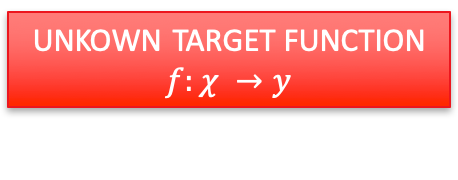 UNKOWN TARGET FUNCTION
f: χ → y